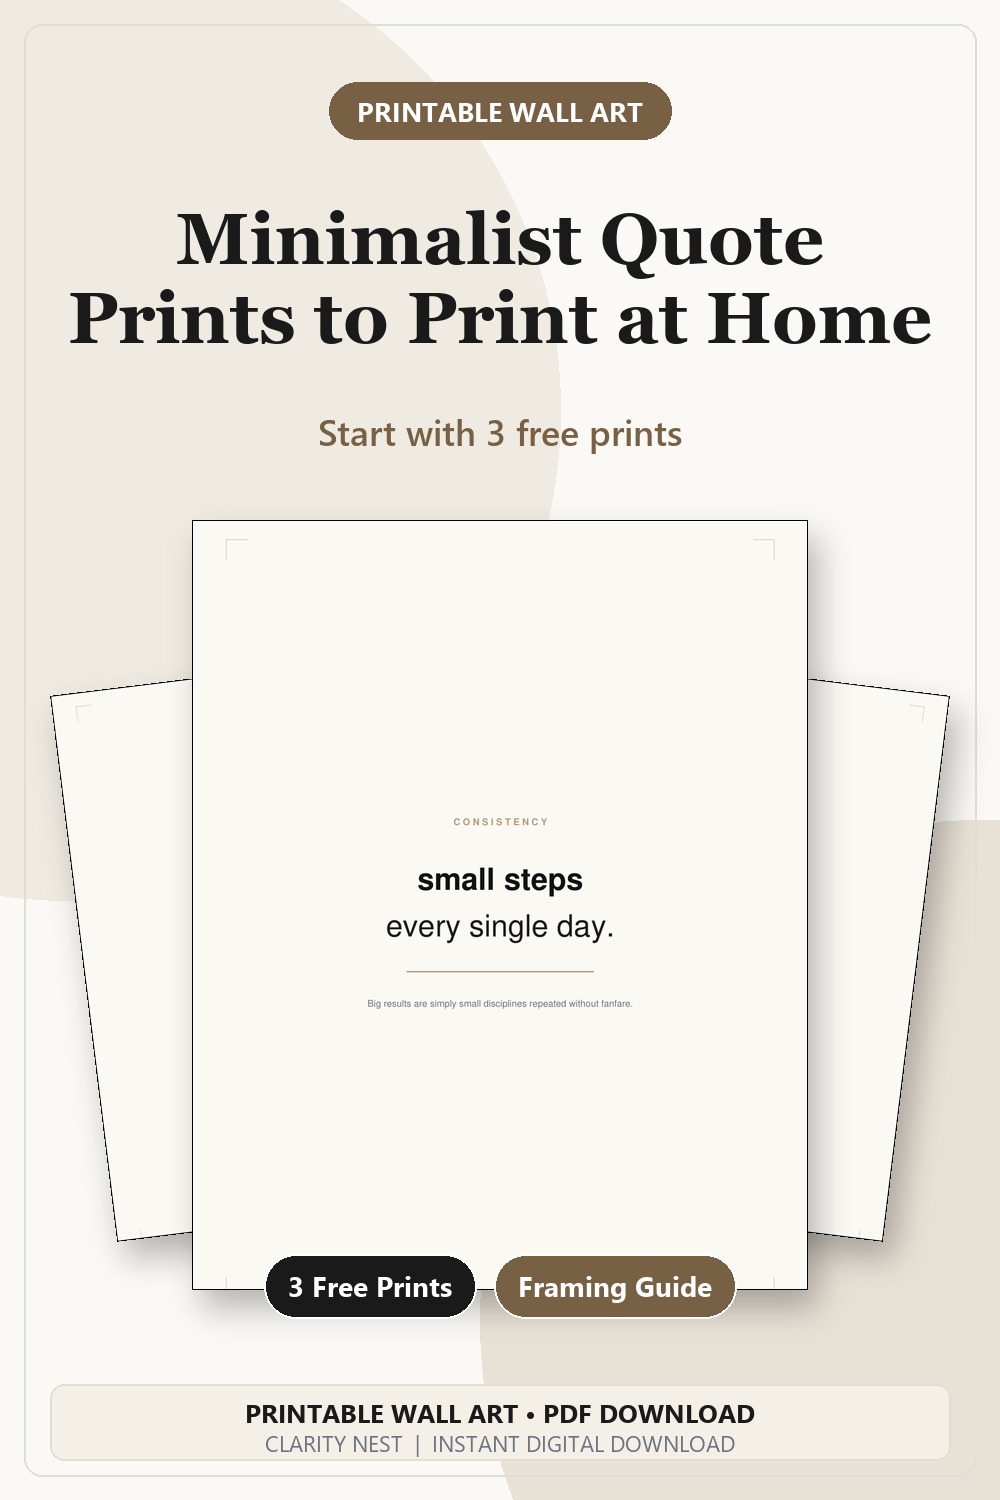 PRINTABLE WALL ART
Minimalist Quote
Prints to Print at Home
Start with 3 free prints
CONSISTENCY
small steps
every single day.
Big results are simply small disciplines repeated without fanfare.
3 Free Prints
Framing Guide
PRINTABLE WALL ART • PDF DOWNLOAD
CLARITY NEST | INSTANT DIGITAL DOWNLOAD